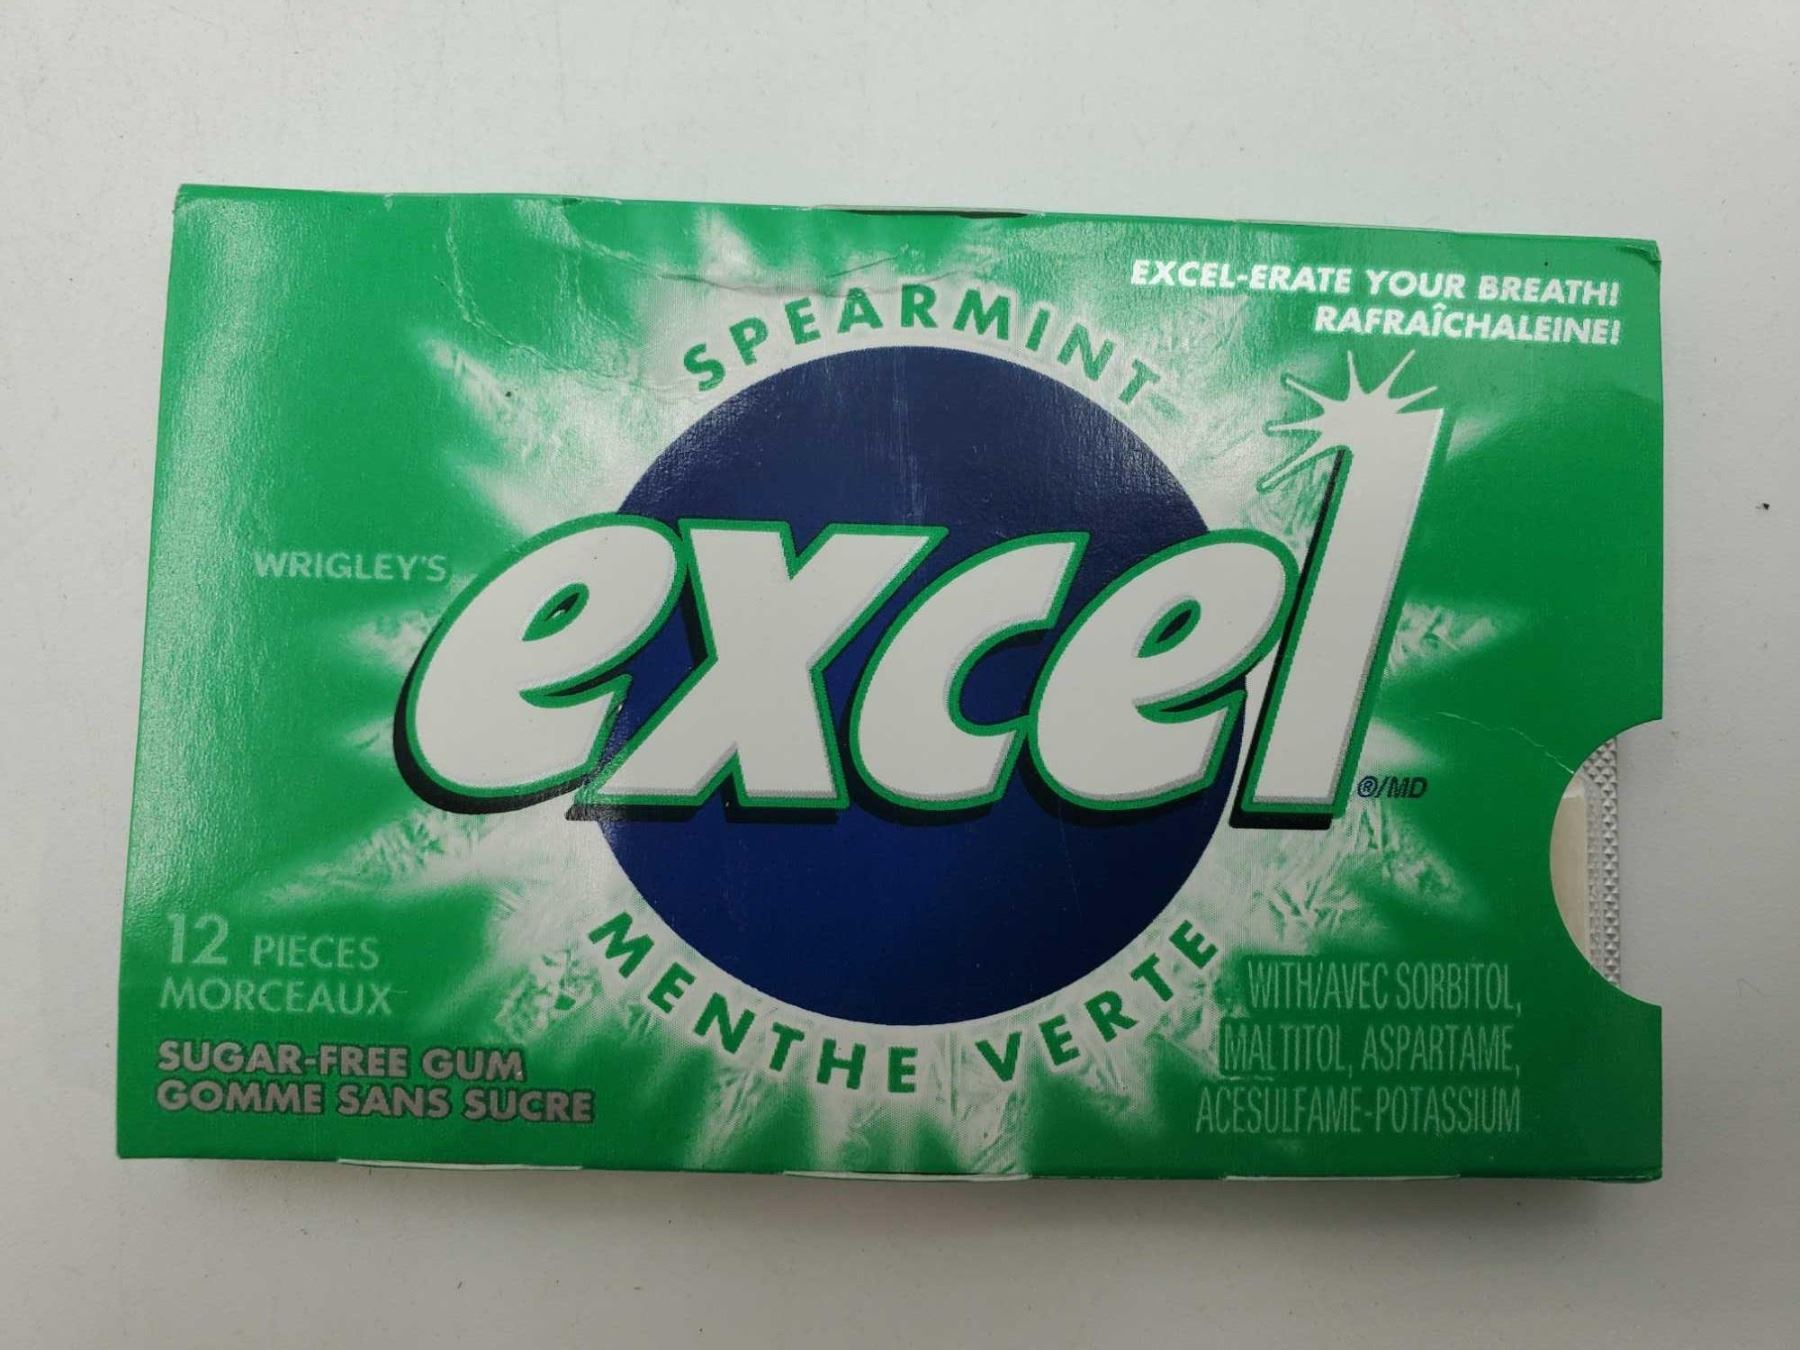 EXCEL-ERATE YOUR BREATH!
RAFRAÎCHALEINE!
SPEARMINT
WRIGLEY'S
excel
®/MD
MENTHE VERTE
12 PIECES
MORCEAUX
SUGAR-FREE GUM
GOMME SANS SUCRE
WITH/AVEC SORBITOL,
MALTITOL, ASPARTAME,
ACESULFAME-POTASSIUM